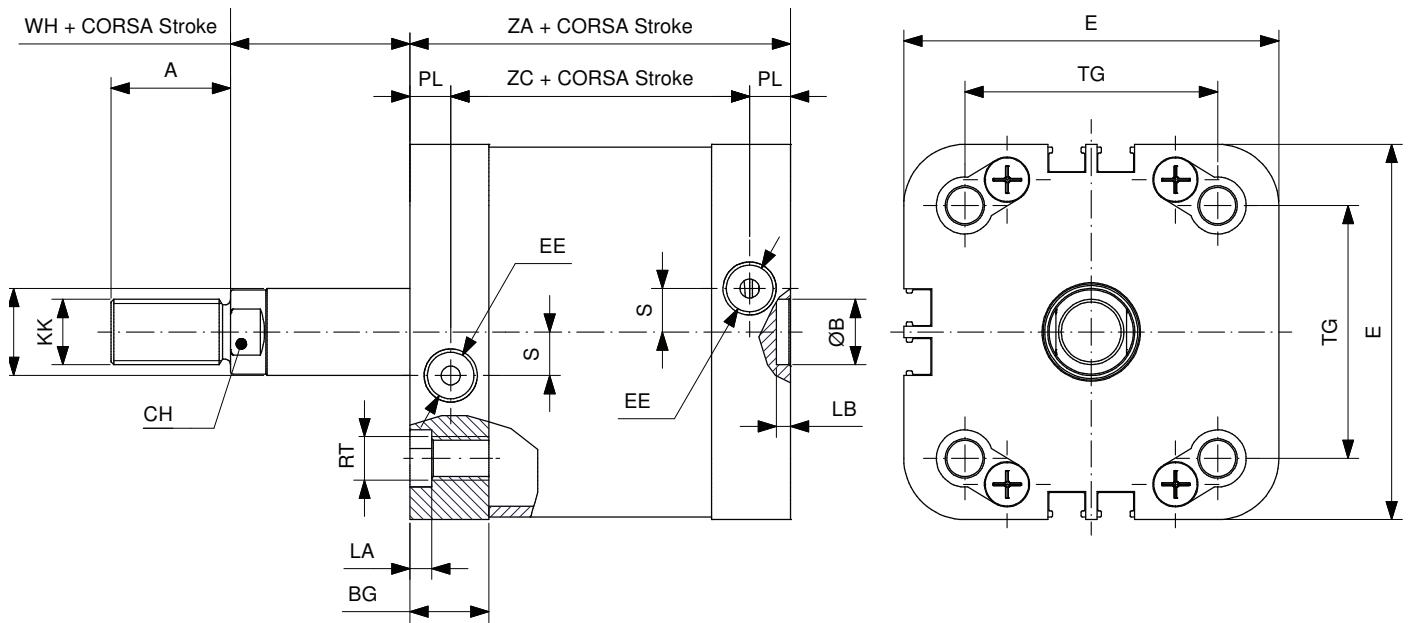 WH + CORSA Stroke
ZA + CORSA Stroke
E
A
PL
ZC + CORSA Stroke
PL
TG
EE
KK
S
S
ØB
TG
E
CH
EE
LB
RT
LA
BG